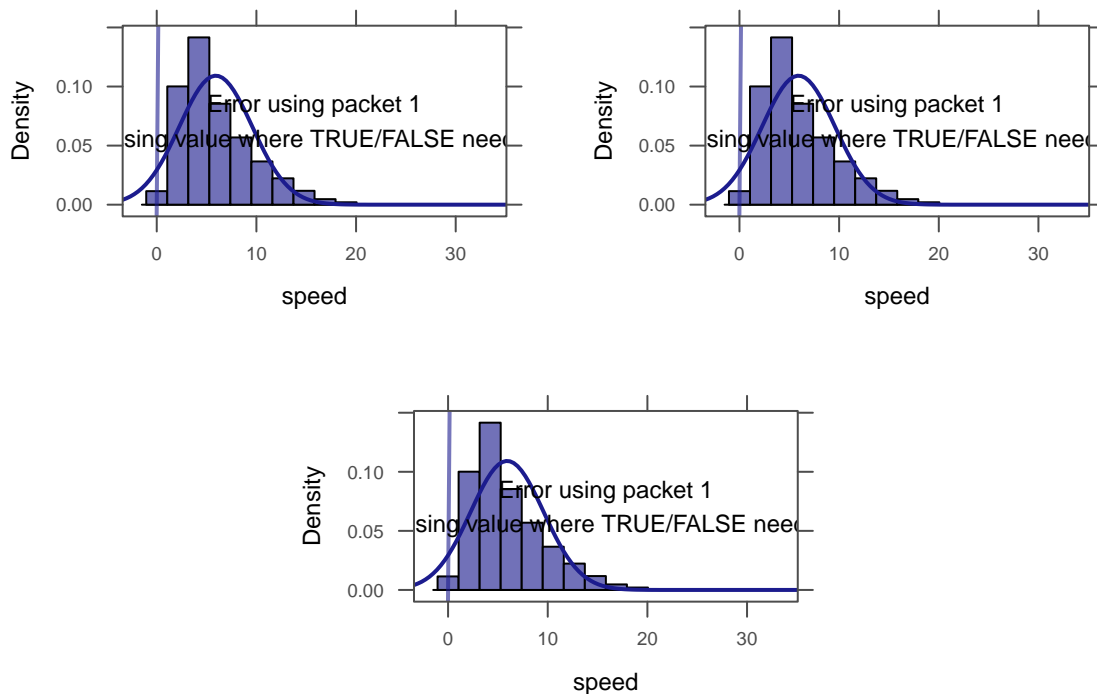 Density
0.10
0.05
0.00
Error using packet 1
sing value where TRUE/FALSE need
0 10 20 30
speed
Density
0.10
0.05
0.00
Error using packet 1
sing value where TRUE/FALSE need
0 10 20 30
speed
Density
0.10
0.05
0.00
Error using packet 1
sing value where TRUE/FALSE need
0 10 20 30
speed